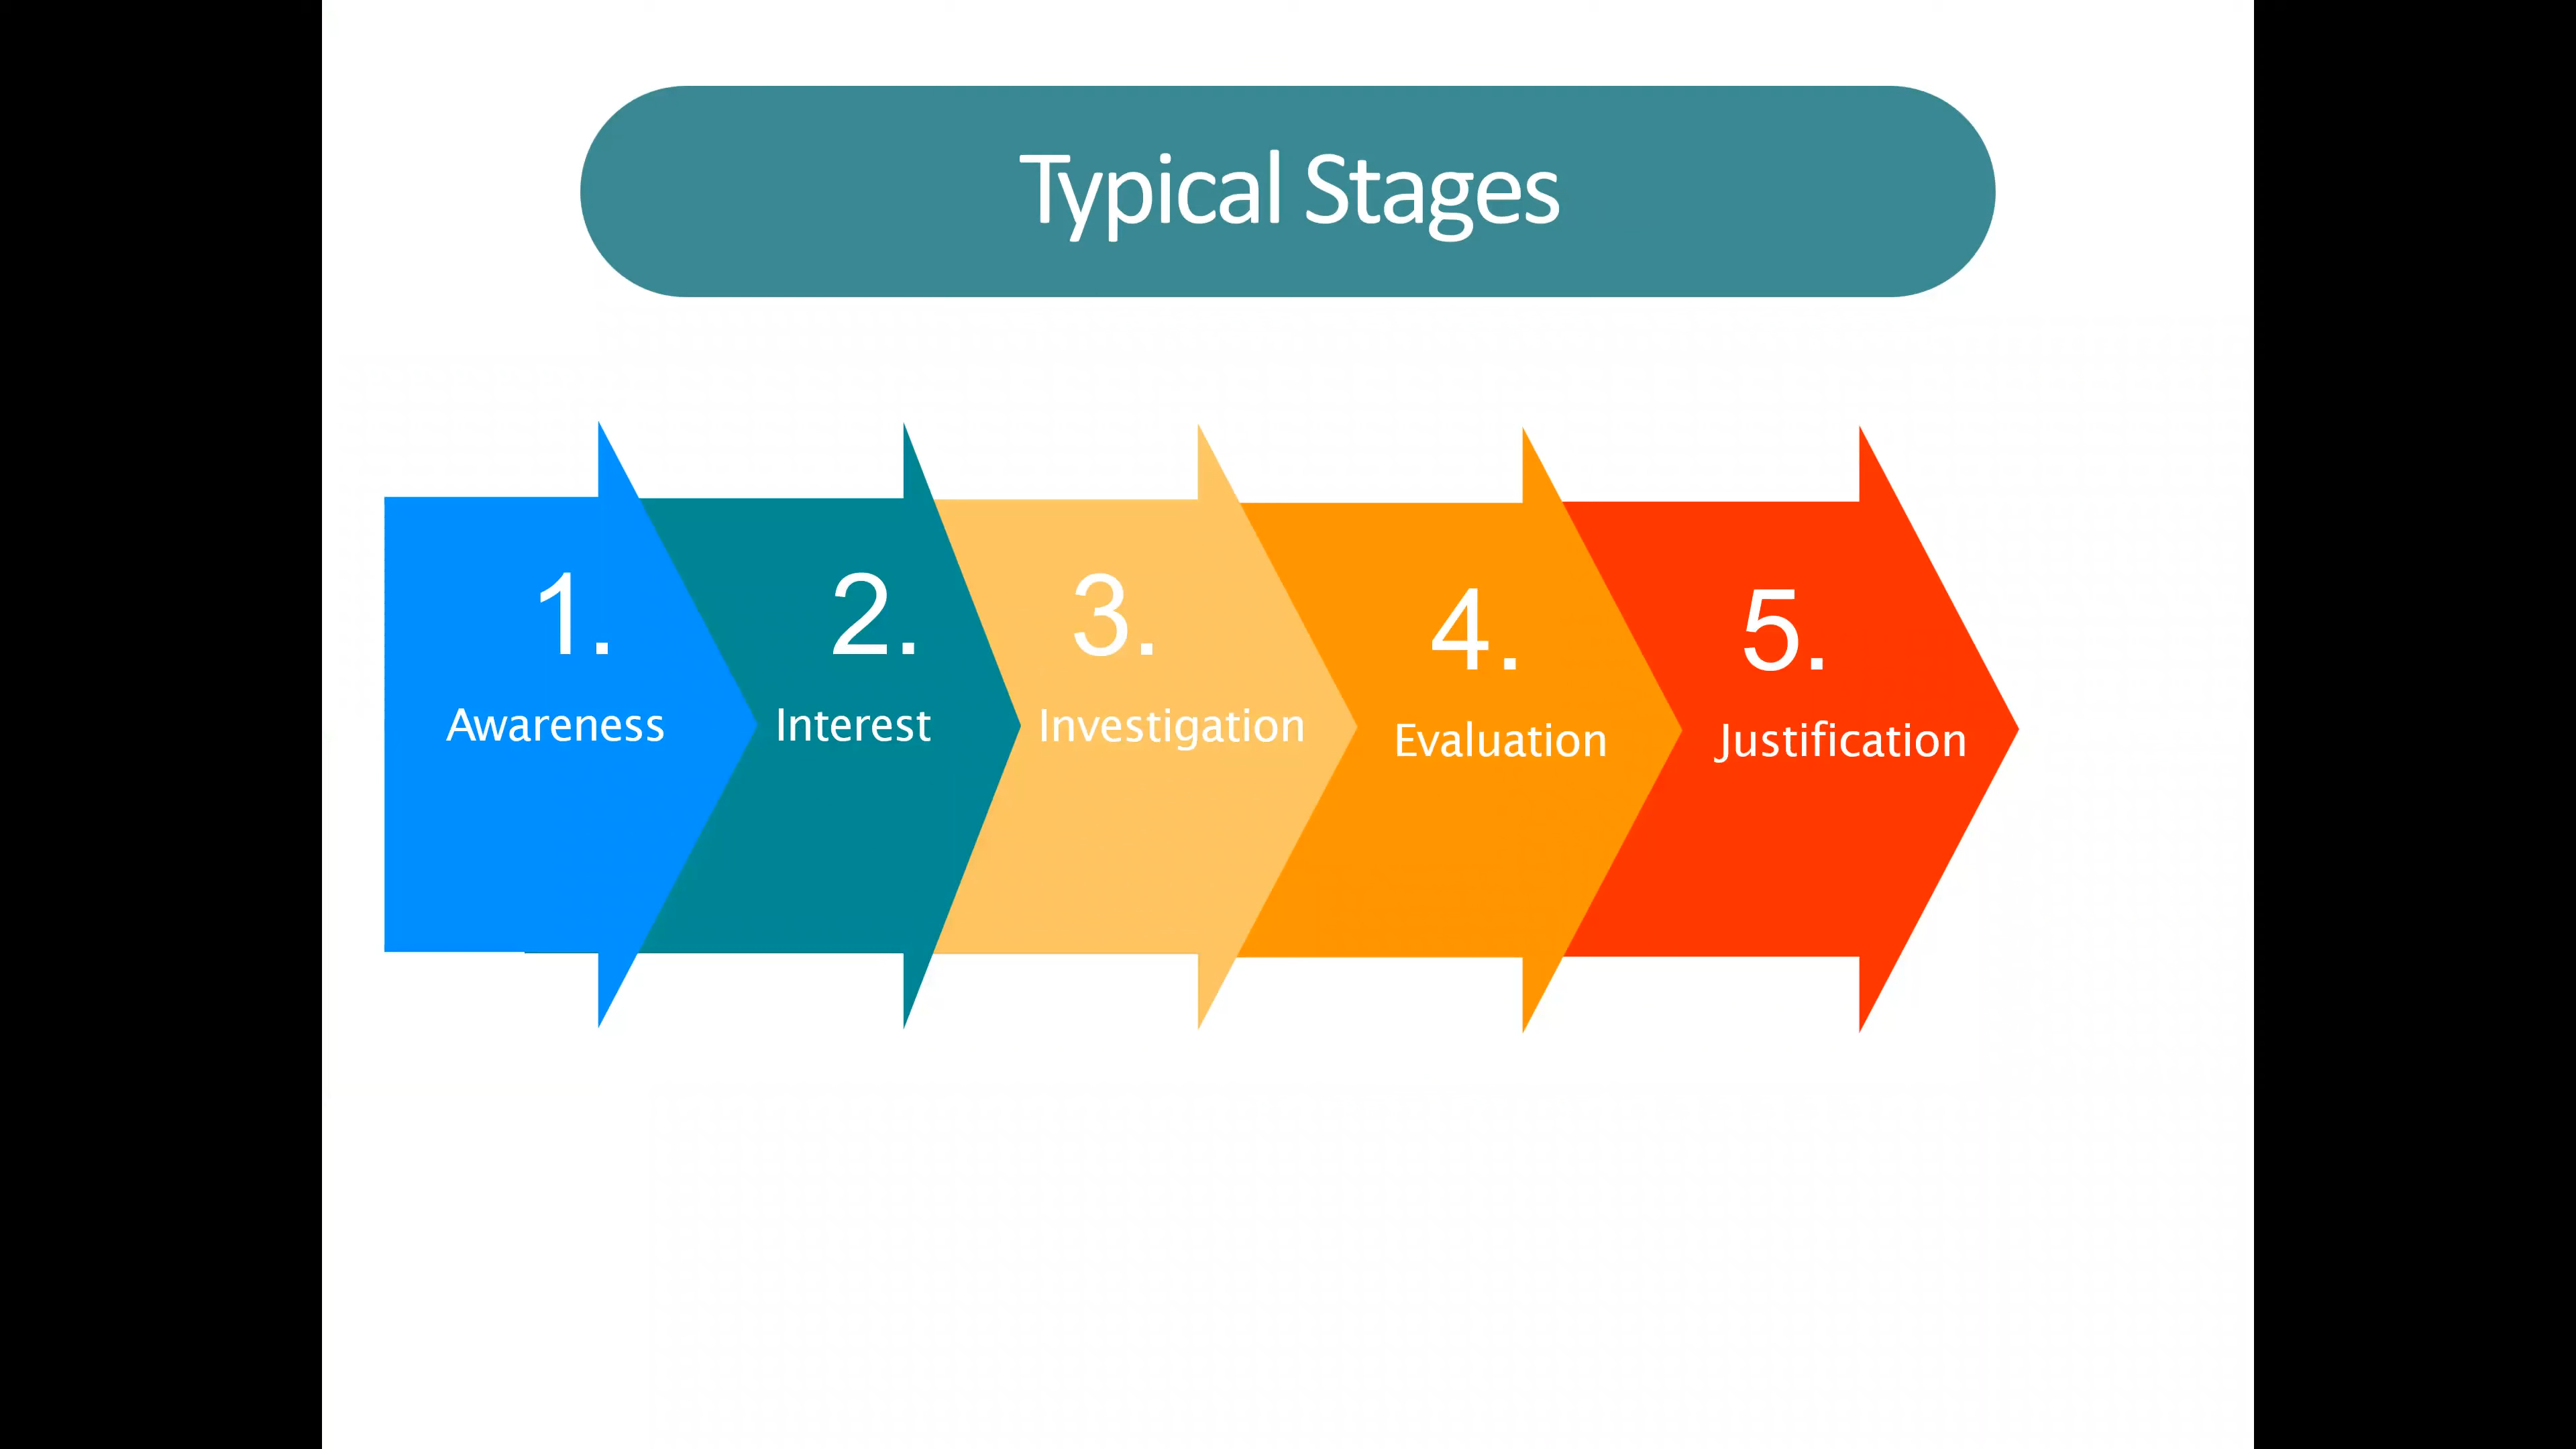 Typical Stages
1.
Awareness
2.
Interest
3.
Investigation
4.
Evaluation
5.
Justification